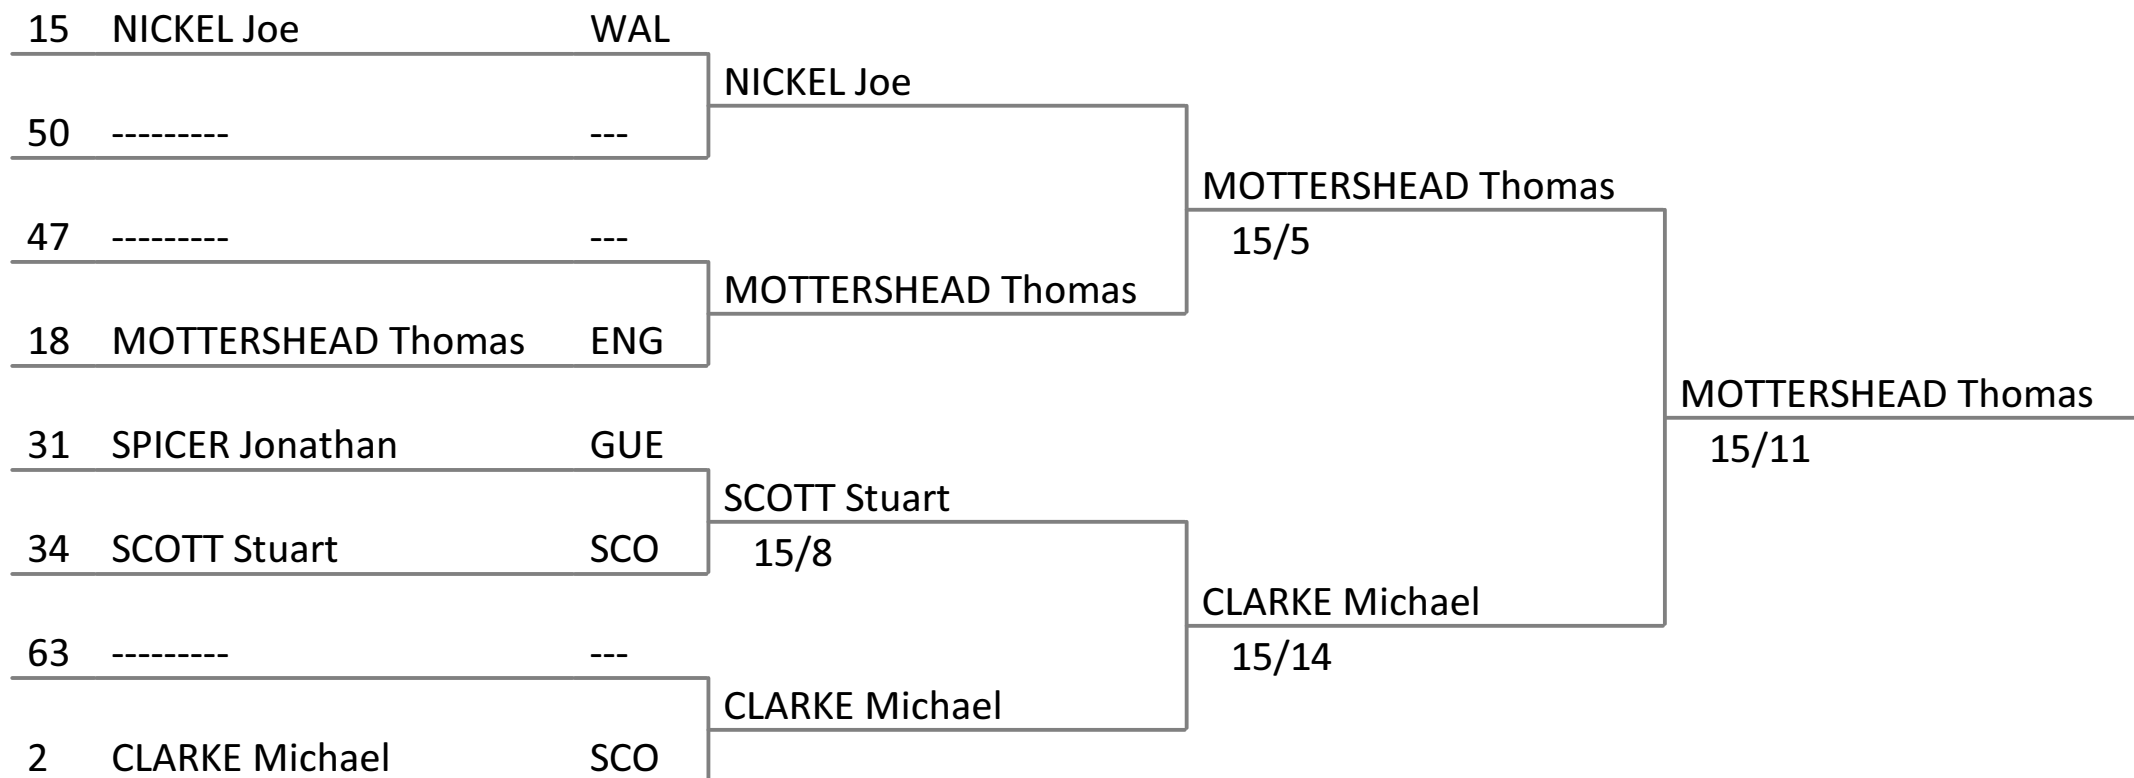 15 NICKEL Joe WAL
NICKEL Joe
50 --------- ---
MOTTERSHEAD Thomas
47 --------- ---
15/5
MOTTERSHEAD Thomas
18 MOTTERSHEAD Thomas ENG
MOTTERSHEAD Thomas
31 SPICER Jonathan GUE
15/11
SCOTT Stuart
34 SCOTT Stuart SCO
15/8
CLARKE Michael
63 --------- ---
15/14
CLARKE Michael
2 CLARKE Michael SCO